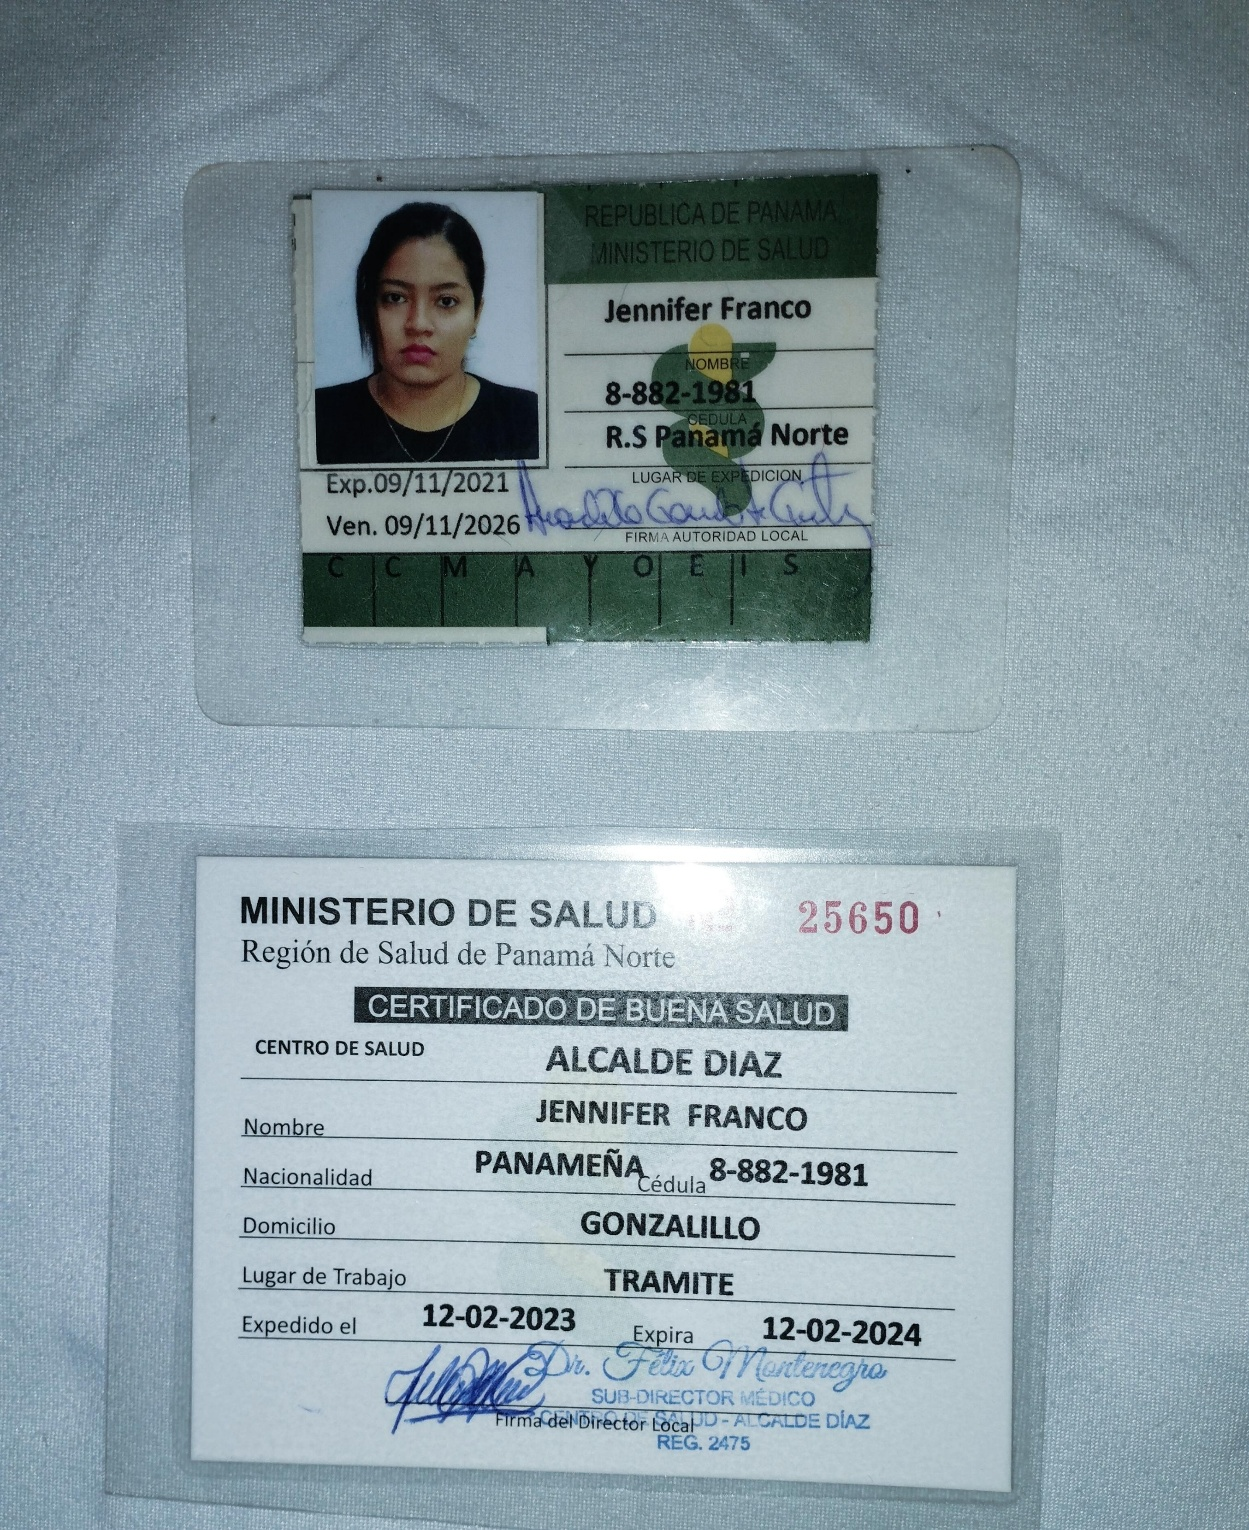 REPUBLICA DE PANAMA
MINISTERIO DE SALUD
Jennifer Franco
NOMBRE
8-882-1981
CEDULA
R.S Panamá Norte
LUGAR DE EXPEDICION
Exp.09/11/2021
Ven. 09/11/2026
FIRMA AUTORIDAD LOCAL
C C M A Y O E I S
MINISTERIO DE SALUD 25650
Región de Salud de Panamá Norte
CERTIFICADO DE BUENA SALUD
CENTRO DE SALUD ALCALDE DIAZ
Nombre JENNIFER FRANCO
Nacionalidad PANAMEÑA Cédula 8-882-1981
Domicilio GONZALILLO
Lugar de Trabajo TRAMITE
Expedido el 12-02-2023 Expira 12-02-2024
Dr. Félix Montenegro
SUB-DIRECTOR MÉDICO
CENTRO DE SALUD - ALCALDE DÍAZ
Firma del Director Local
REG. 2475